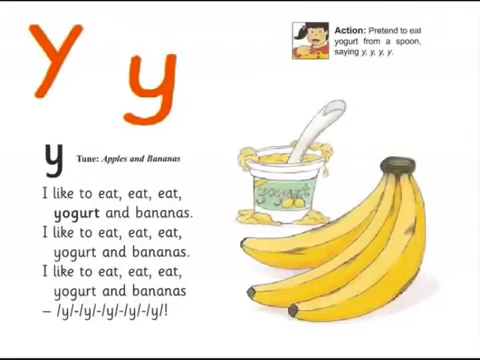 Y y
Action: Pretend to eat
yogurt from a spoon,
saying y, y, y, y.
y Tune: Apples and Bananas
I like to eat, eat, eat,
yogurt and bananas.
I like to eat, eat, eat,
yogurt and bananas.
I like to eat, eat, eat,
yogurt and bananas
– /y/-/y/-/y/-/y/-/y/!
yogurt